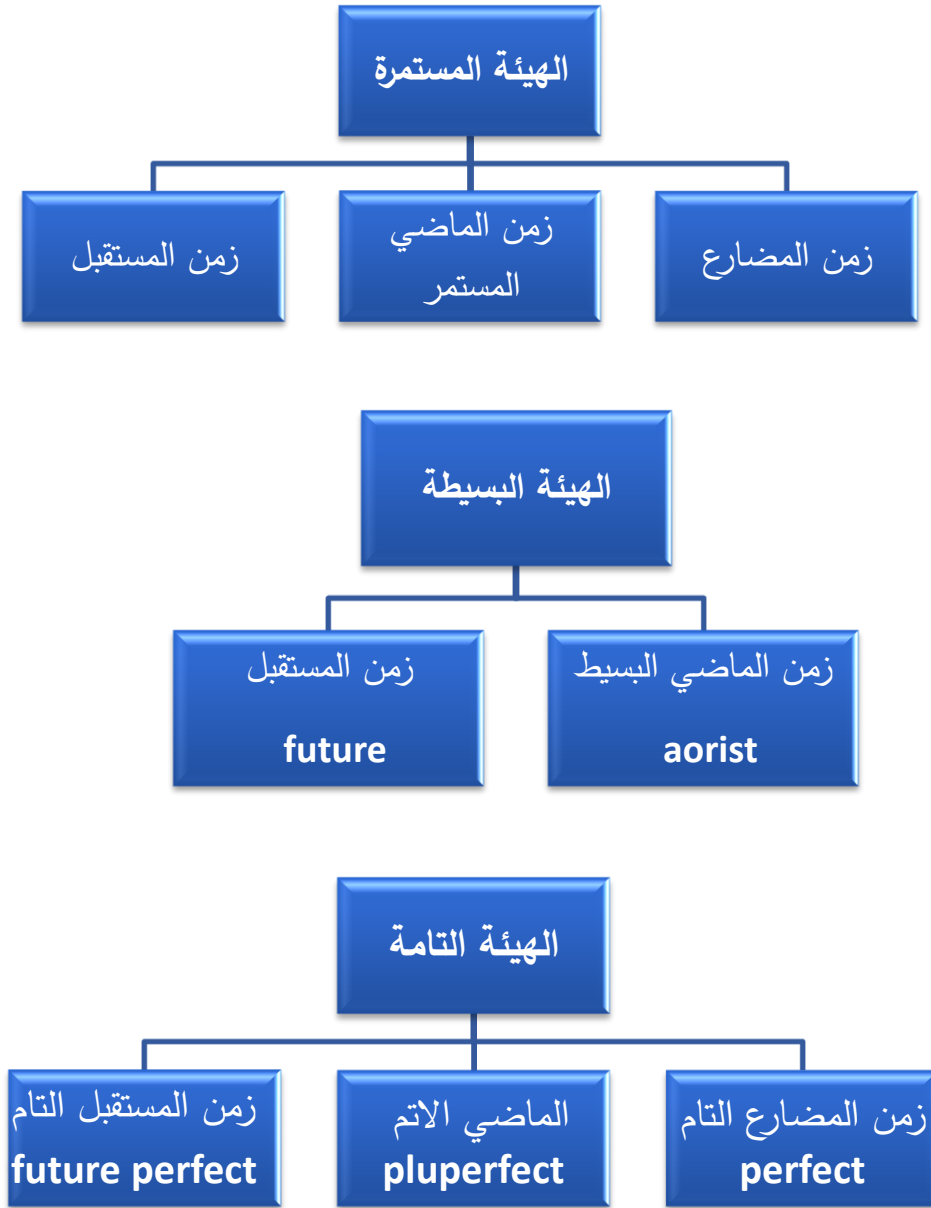 الهيئة المستمرة
زمن المضارع
زمن الماضي
المستمر
زمن المستقبل
الهيئة البسيطة
زمن الماضي البسيط
aorist
زمن المستقبل
future
الهيئة التامة
زمن المضارع التام
perfect
الماضي الاتم
pluperfect
زمن المستقبل التام
future perfect